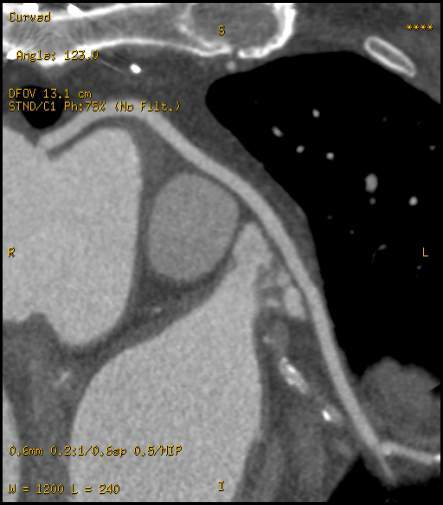 Curved
S
****
Angle: 123.0
DFOV 13.1 cm
STND/C1 Ph:75% (No Filt.)
R
L
0.6mm 0.2:1/0.6sp 0.5/MIP
W = 1200 L = 240
I